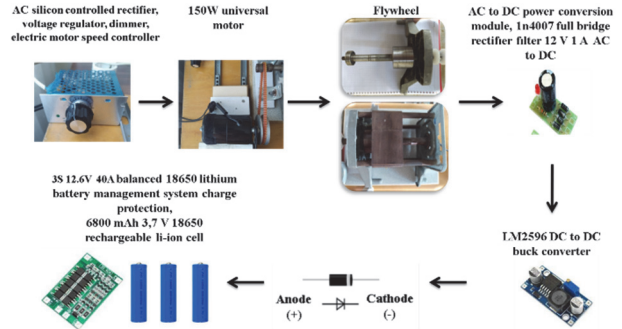 AC silicon controlled rectifier,
voltage regulator, dimmer,
electric motor speed controller
150W universal
motor
Flywheel
AC to DC power conversion
module, 1n4007 full bridge
rectifier filter 12 V 1 A AC
to DC
3S 12.6V 40A balanced 18650 lithium
battery management system charge
protection,
6800 mAh 3,7 V 18650
rechargeable li-ion cell
LM2596 DC to DC
buck converter
Anode
(+)
Cathode
(-)